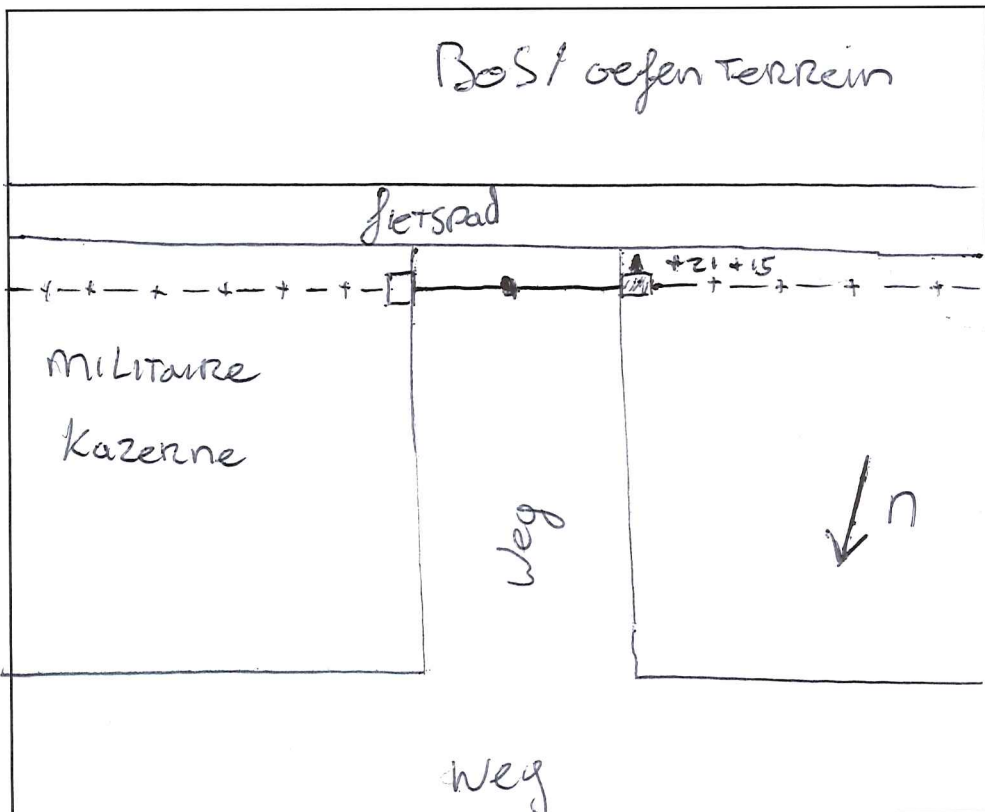 BOS/ oefen Terrein
fietspad
+21 +15
Militaire
Kazerne
Weg
n
Weg